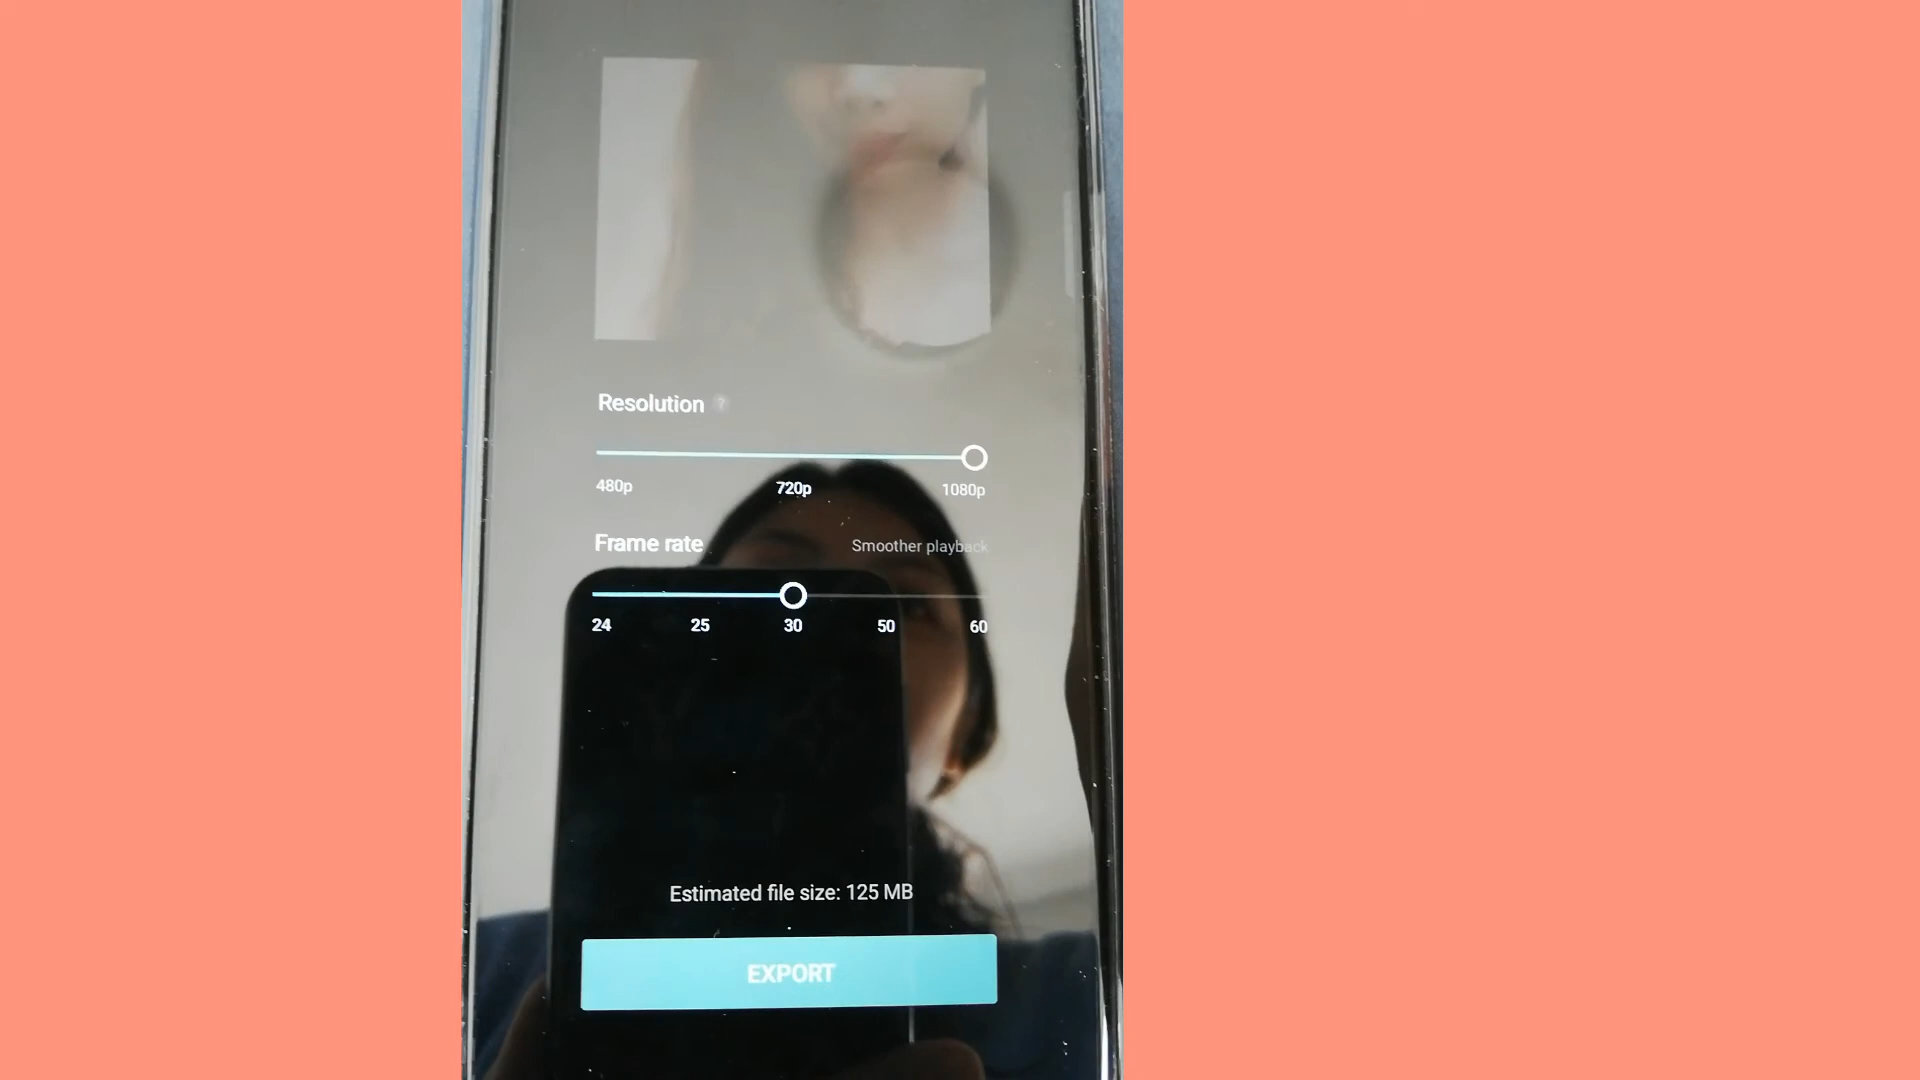 Resolution ?
480p 720p 1080p
Frame rate Smoother playback
24 25 30 50 60
Estimated file size: 125 MB
EXPORT